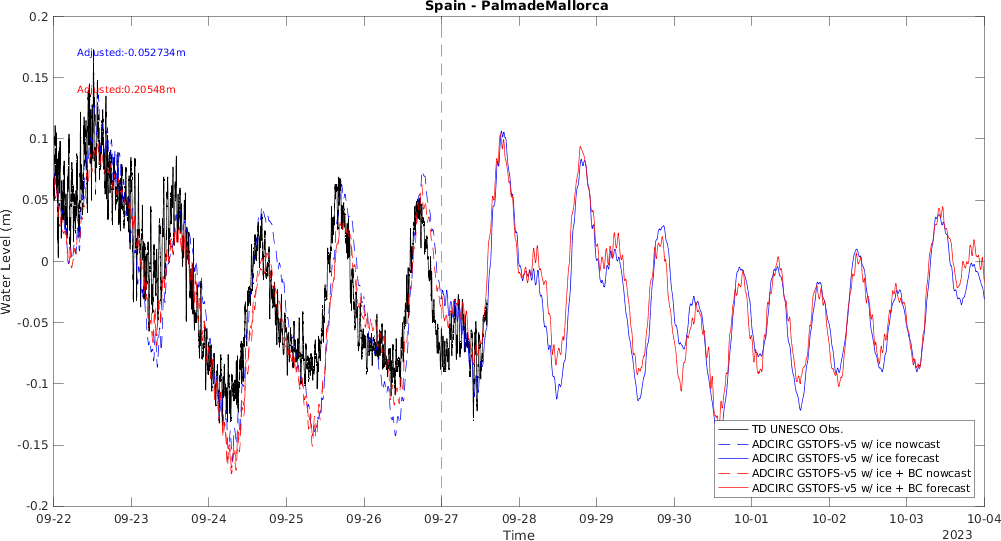 Spain - PalmadeMallorca
Adjusted:-0.052734m
Adjusted:0.20548m
Water Level (m)
0.2
0.15
0.1
0.05
0
-0.05
-0.1
-0.15
-0.2
TD UNESCO Obs.
ADCIRC GSTOFS-v5 w/ ice nowcast
ADCIRC GSTOFS-v5 w/ ice forecast
ADCIRC GSTOFS-v5 w/ ice + BC nowcast
ADCIRC GSTOFS-v5 w/ ice + BC forecast
09-22 09-23 09-24 09-25 09-26 09-27 09-28 09-29 09-30 10-01 10-02 10-03 10-04
Time
2023